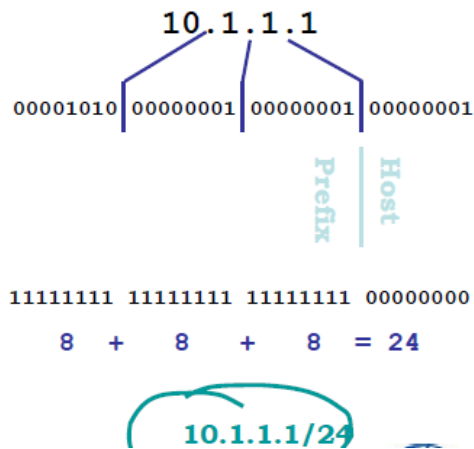 10.1.1.1
00001010 00000001 00000001 00000001
Prefix
Host
11111111 11111111 11111111 00000000
8 + 8 + 8 = 24
10.1.1.1/24